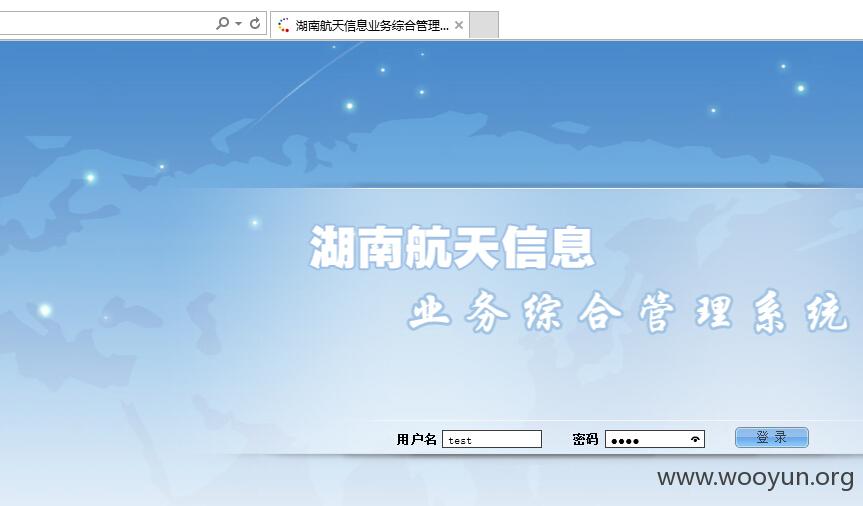 湖南航天信息业务综合管理...
湖南航天信息
业务综合管理系统
用户名 test 密码 ●●●● 登 录
www.wooyun.org